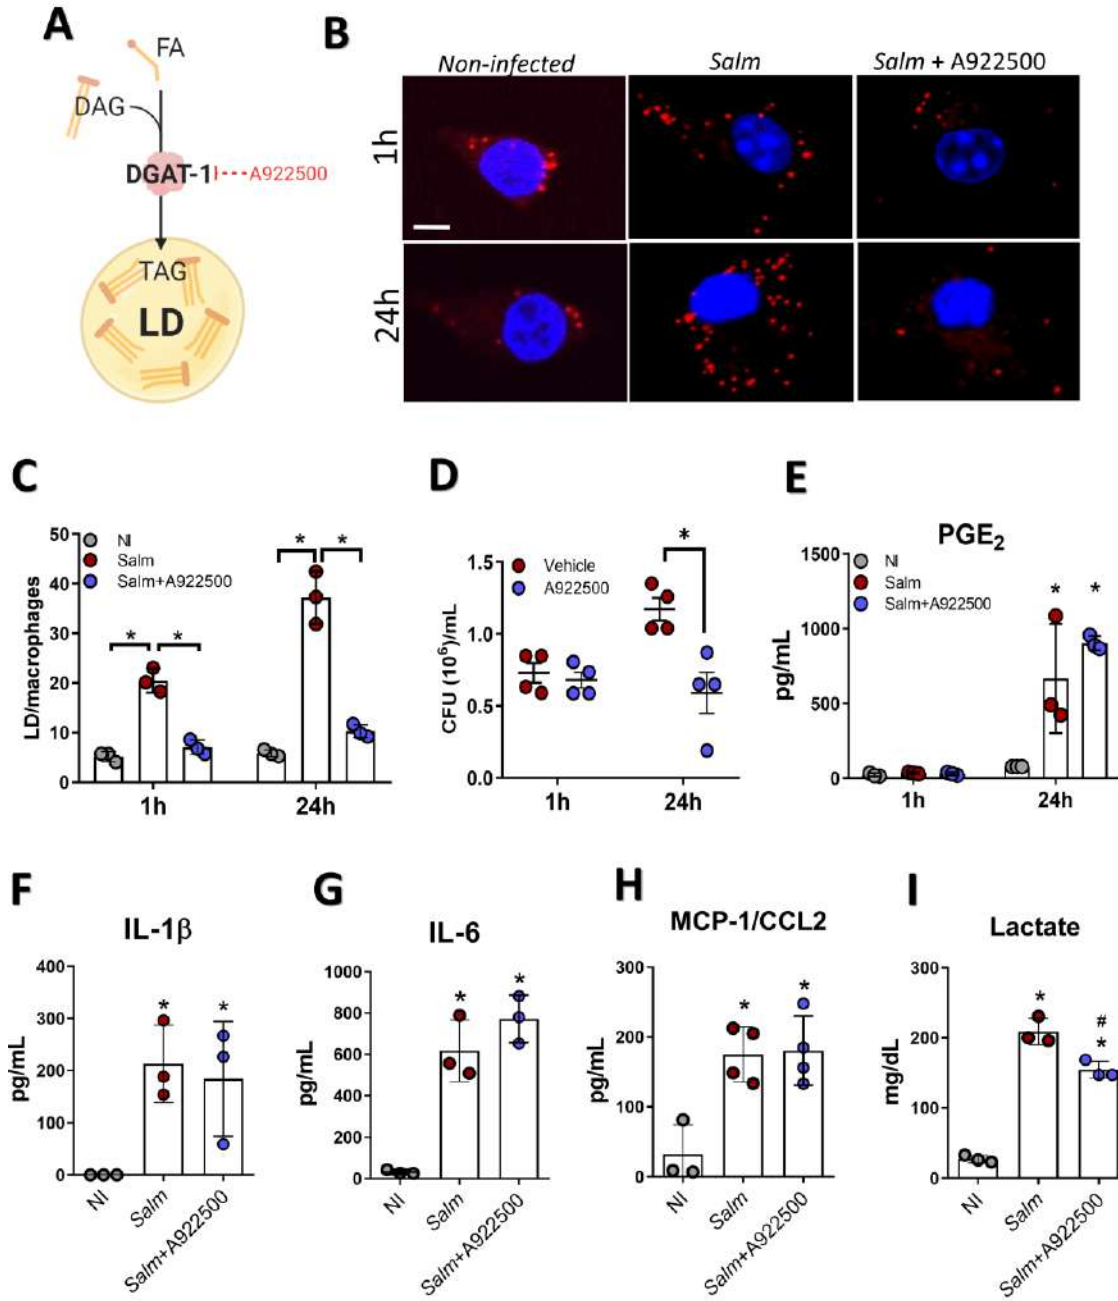 A
FA
DAG
DGAT-1
A922500
TAG
LD
B
Non-infected
Salm
Salm + A922500
1h
24h
C
LD/macrophages
50
40
30
20
10
0
NI
Salm
Salm+A922500
*
*
*
*
1h
24h
D
CFU (10⁶)/mL
1.5
1.0
0.5
0.0
Vehicle
A922500
*
1h
24h
E
PGE₂
pg/mL
1500
1000
500
0
NI
Salm
Salm+A922500
*
*
1h
24h
F
IL-1β
pg/mL
400
300
200
100
0
*
*
NI
Salm
Salm+A922500
G
IL-6
pg/mL
1000
800
600
400
200
0
*
*
NI
Salm
Salm+A922500
H
MCP-1/CCL2
pg/mL
300
200
100
0
*
*
NI
Salm
Salm+A922500
I
Lactate
mg/dL
300
200
100
0
*
#
*
NI
Salm
Salm+A922500